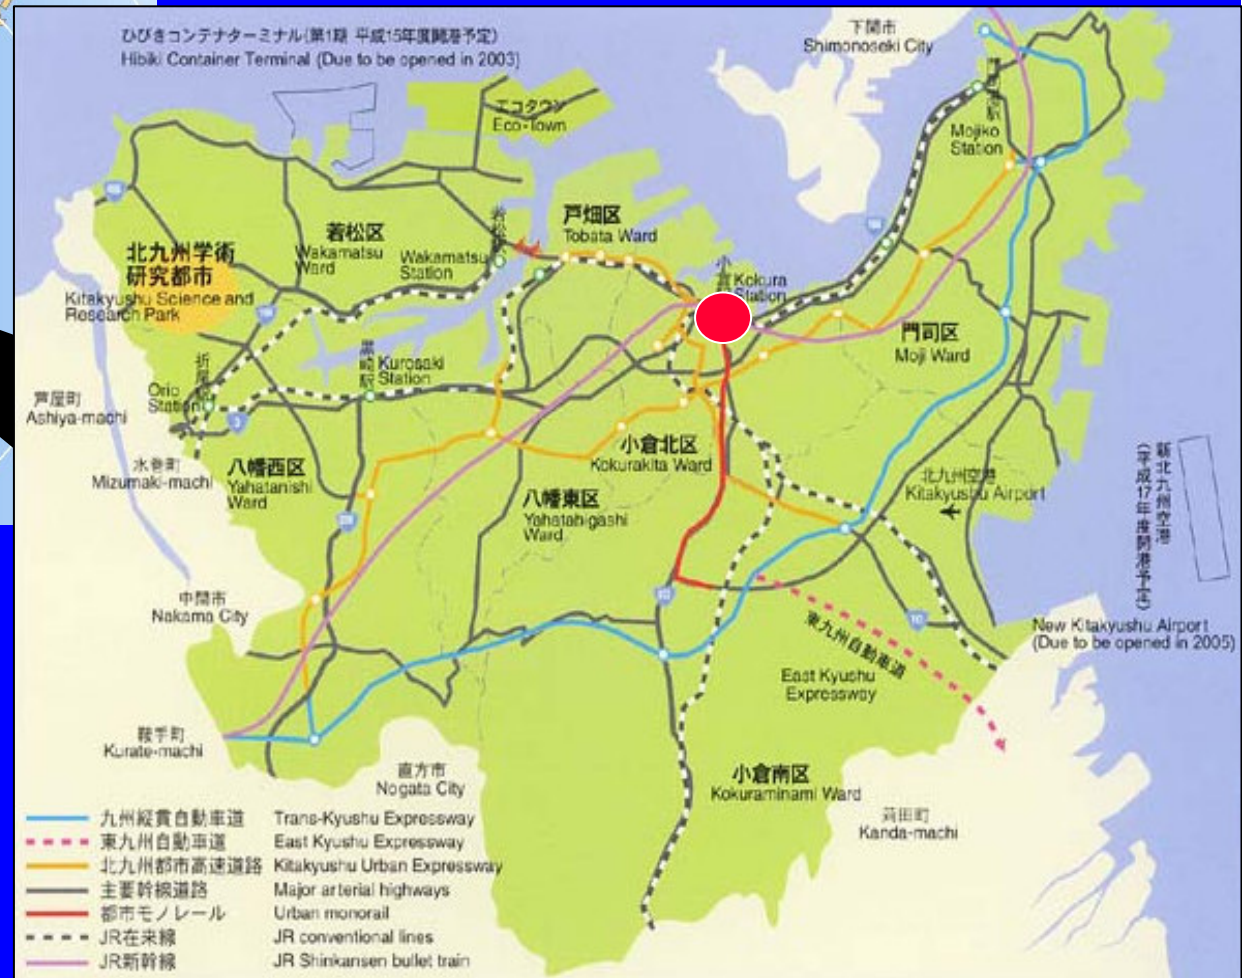 ひびきコンテナターミナル(第1期 平成15年度開港予定)
Hibiki Container Terminal (Due to be opened in 2003)
下関市
Shimonoseki City
エコタウン
Eco-Town
Mojiko
Station
戸畑区
Tobata Ward
若松区
Wakamatsu
Ward
Wakamatsu
Station
北九州学術
研究都市
Kitakyushu Science and
Research Park
小倉
Kokura
Station
門司区
Moji Ward
黒崎駅
Kurosaki
Station
折尾
Orio
Station
3
芦屋町
Ashiya-machi
水巻町
Mizumaki-machi
八幡西区
Yahatanishi
Ward
小倉北区
Kokurakita Ward
八幡東区
Yahatahigashi
Ward
北九州空港
Kitakyushu Airport
新北九州空港
(平成17年度開港予定)
中間市
Nakama City
10
New Kitakyushu Airport
(Due to be opened in 2005)
東九州自動車道
East Kyushu
Expressway
鞍手町
Kurate-machi
直方市
Nogata City
小倉南区
Kokuraminami Ward
苅田町
Kanda-machi
九州縦貫自動車道 Trans-Kyushu Expressway
東九州自動車道 East Kyushu Expressway
北九州都市高速道路 Kitakyushu Urban Expressway
主要幹線道路 Major arterial highways
都市モノレール Urban monorail
JR在来線 JR conventional lines
JR新幹線 JR Shinkansen bullet train